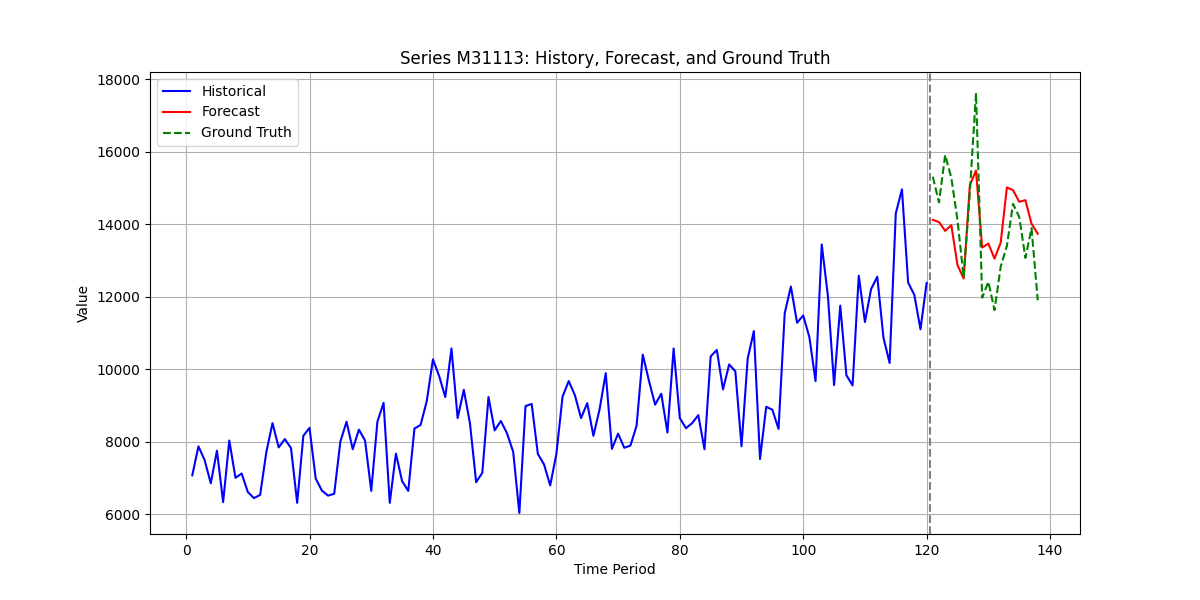 Series M31113: History, Forecast, and Ground Truth
Historical
Forecast
Ground Truth
18000
16000
14000
12000
10000
8000
6000
Value
0 20 40 60 80 100 120 140
Time Period